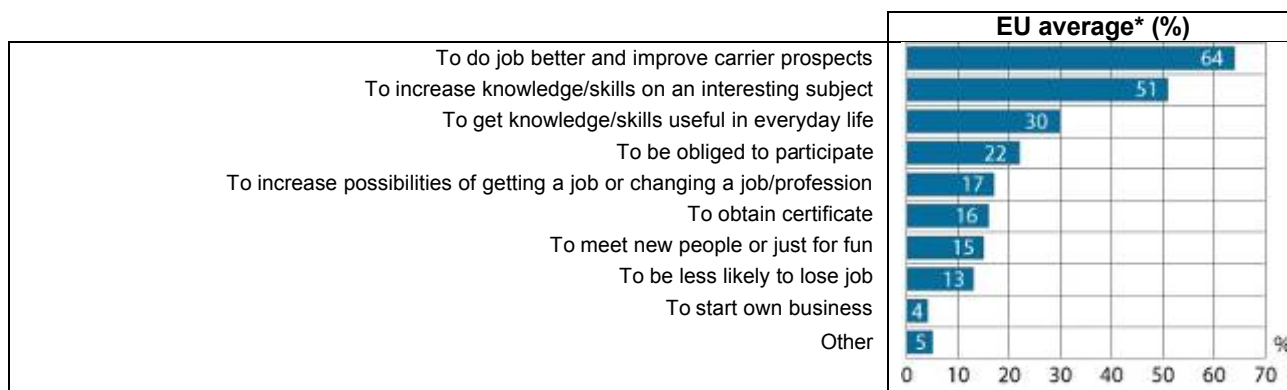 EU average* (%)
To do job better and improve carrier prospects 64
To increase knowledge/skills on an interesting subject 51
To get knowledge/skills useful in everyday life 30
To be obliged to participate 22
To increase possibilities of getting a job or changing a job/profession 17
To obtain certificate 16
To meet new people or just for fun 15
To be less likely to lose job 13
To start own business 4
Other 5 %
0 10 20 30 40 50 60 70